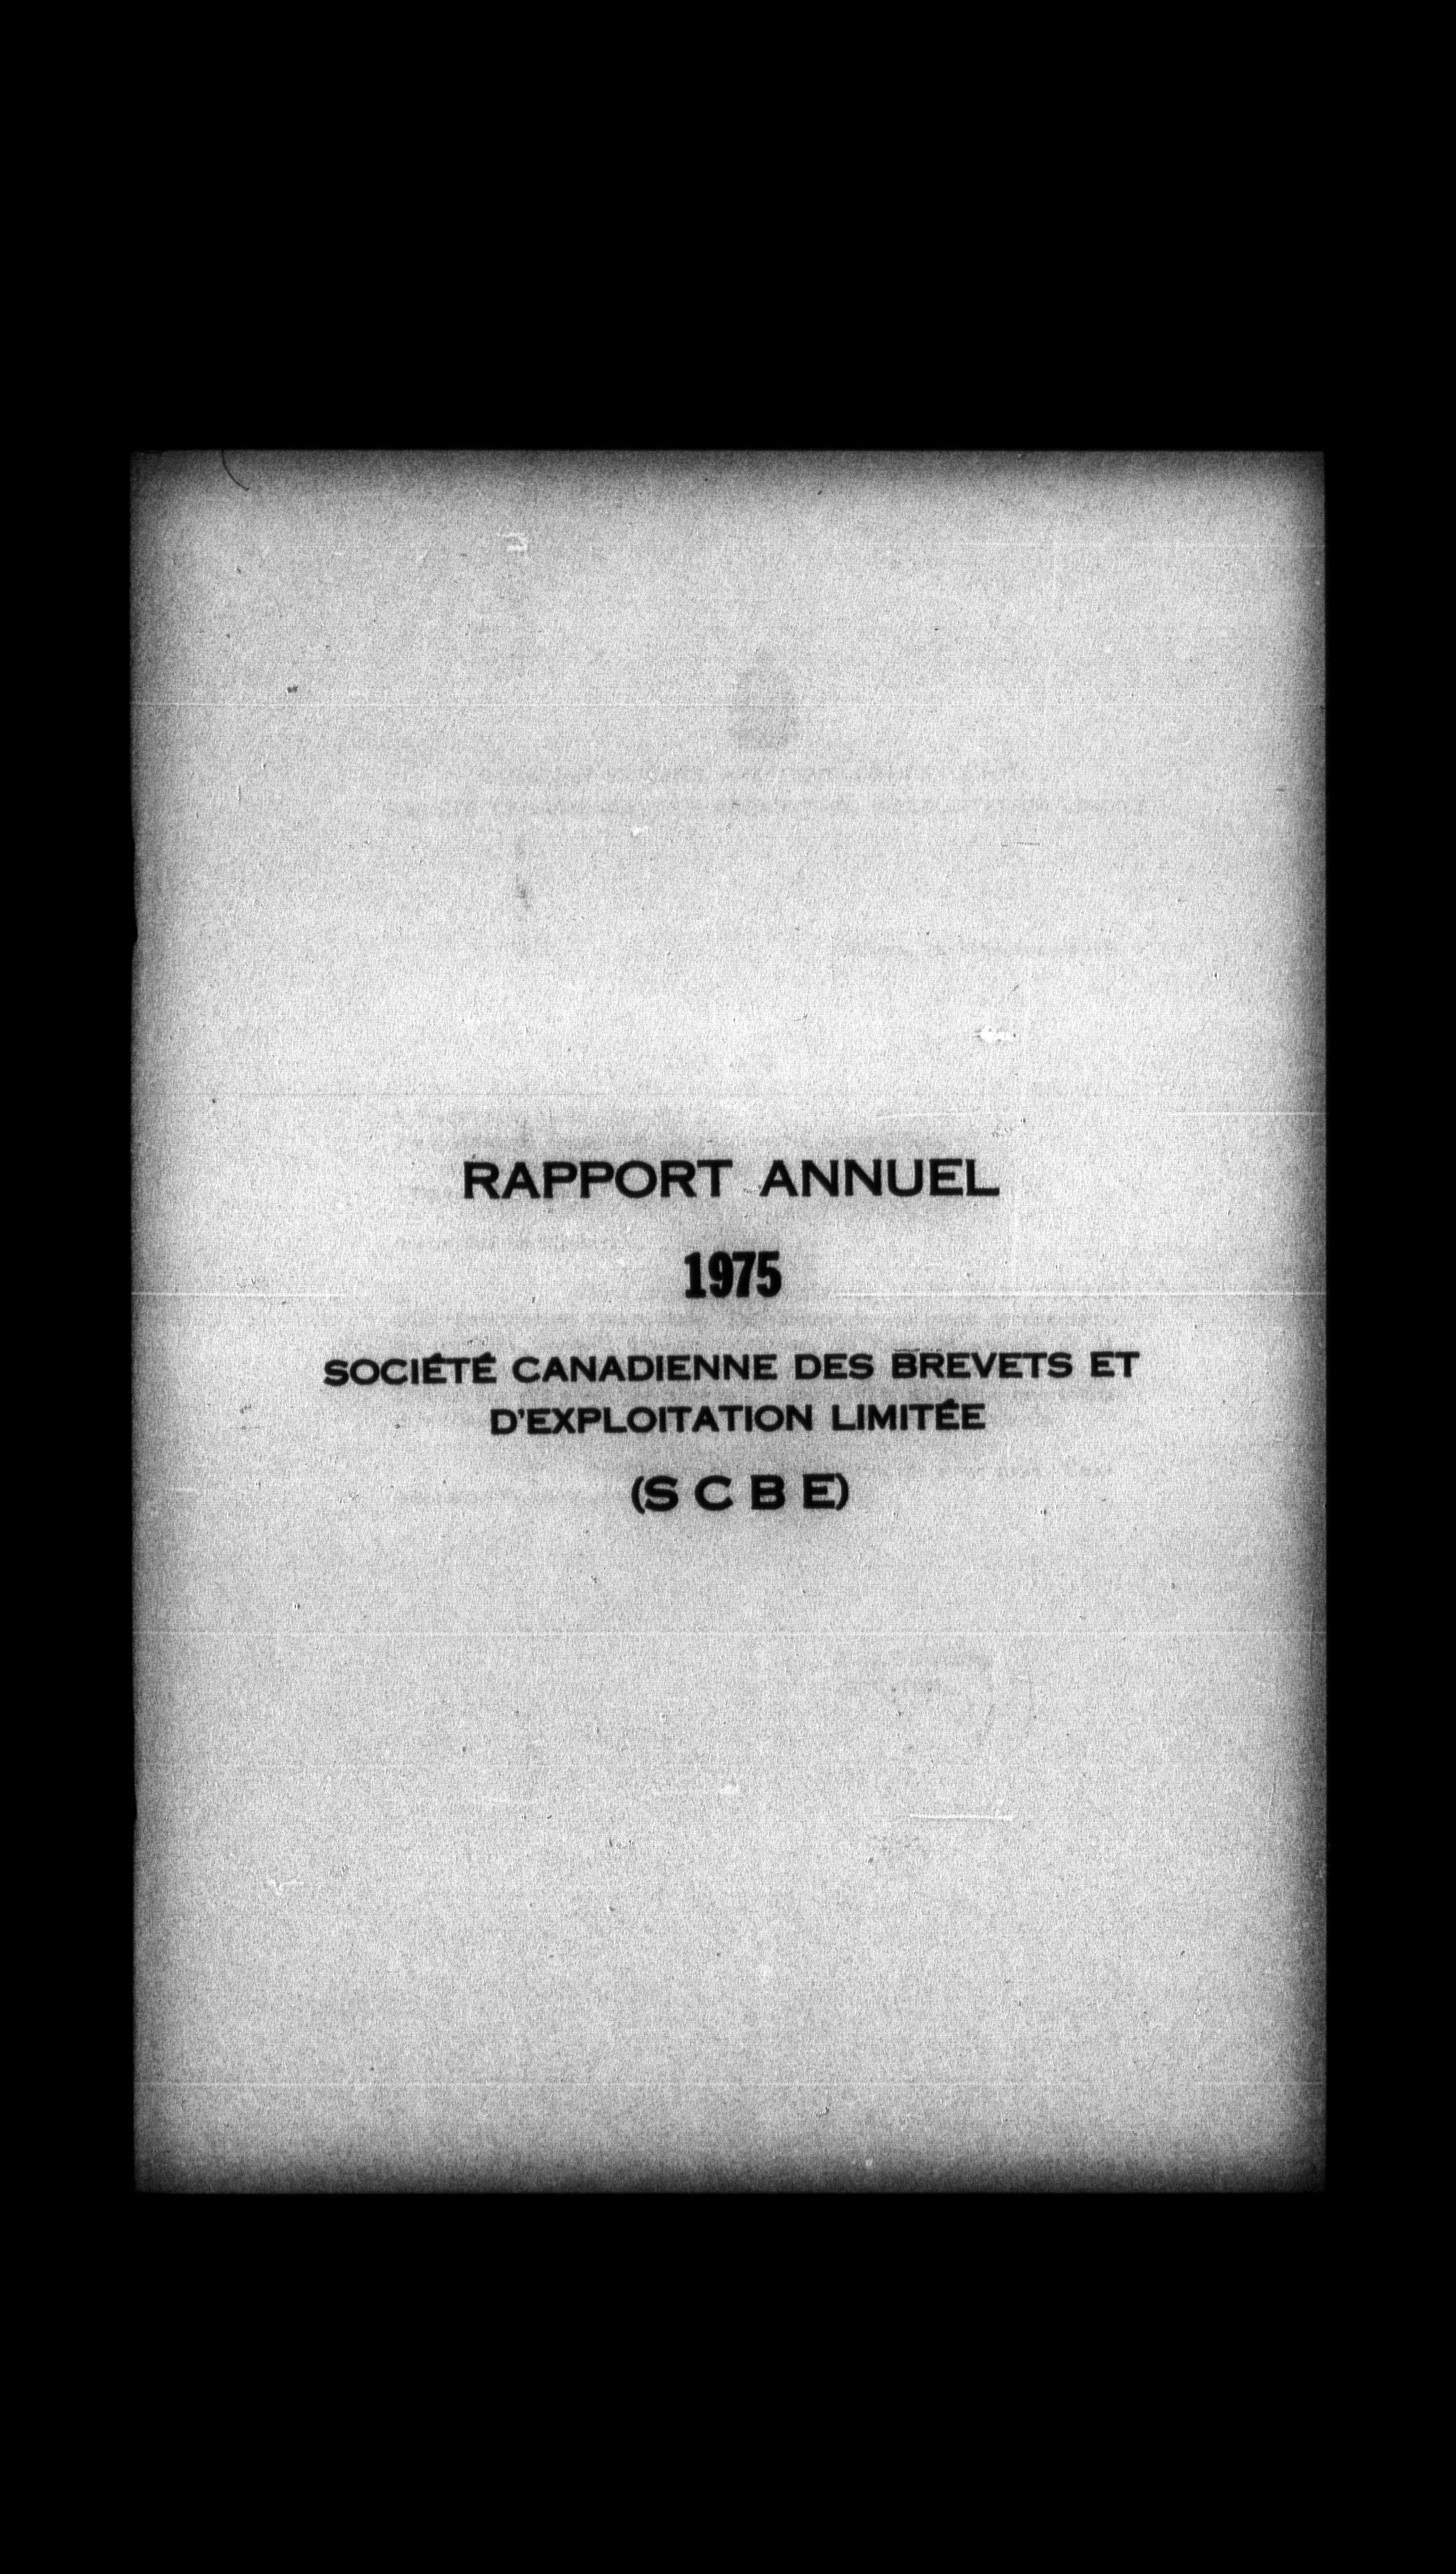 RAPPORT ANNUEL
1975
SOCIÉTÉ CANADIENNE DES BREVETS ET
D'EXPLOITATION LIMITÉE
(S C B E)